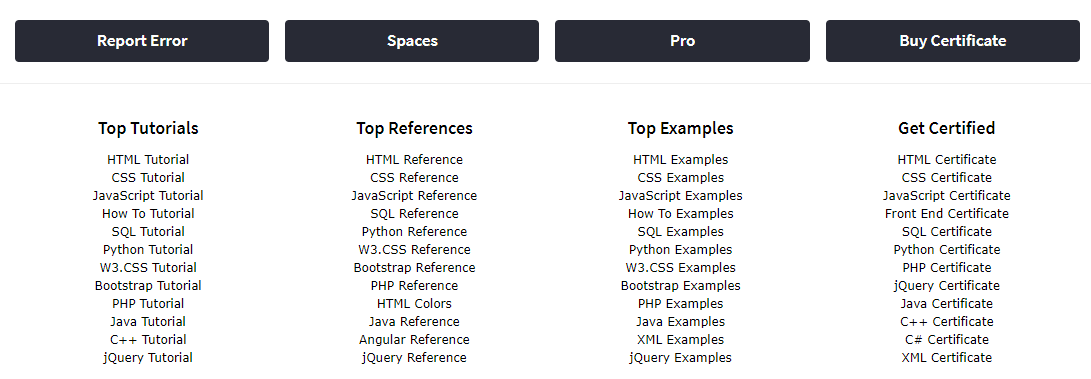 Report Error
Spaces
Pro
Buy Certificate
Top Tutorials
HTML Tutorial
CSS Tutorial
JavaScript Tutorial
How To Tutorial
SQL Tutorial
Python Tutorial
W3.CSS Tutorial
Bootstrap Tutorial
PHP Tutorial
Java Tutorial
C++ Tutorial
jQuery Tutorial
Top References
HTML Reference
CSS Reference
JavaScript Reference
SQL Reference
Python Reference
W3.CSS Reference
Bootstrap Reference
PHP Reference
HTML Colors
Java Reference
Angular Reference
jQuery Reference
Top Examples
HTML Examples
CSS Examples
JavaScript Examples
How To Examples
SQL Examples
Python Examples
W3.CSS Examples
Bootstrap Examples
PHP Examples
Java Examples
XML Examples
jQuery Examples
Get Certified
HTML Certificate
CSS Certificate
JavaScript Certificate
Front End Certificate
SQL Certificate
Python Certificate
PHP Certificate
jQuery Certificate
Java Certificate
C++ Certificate
C# Certificate
XML Certificate